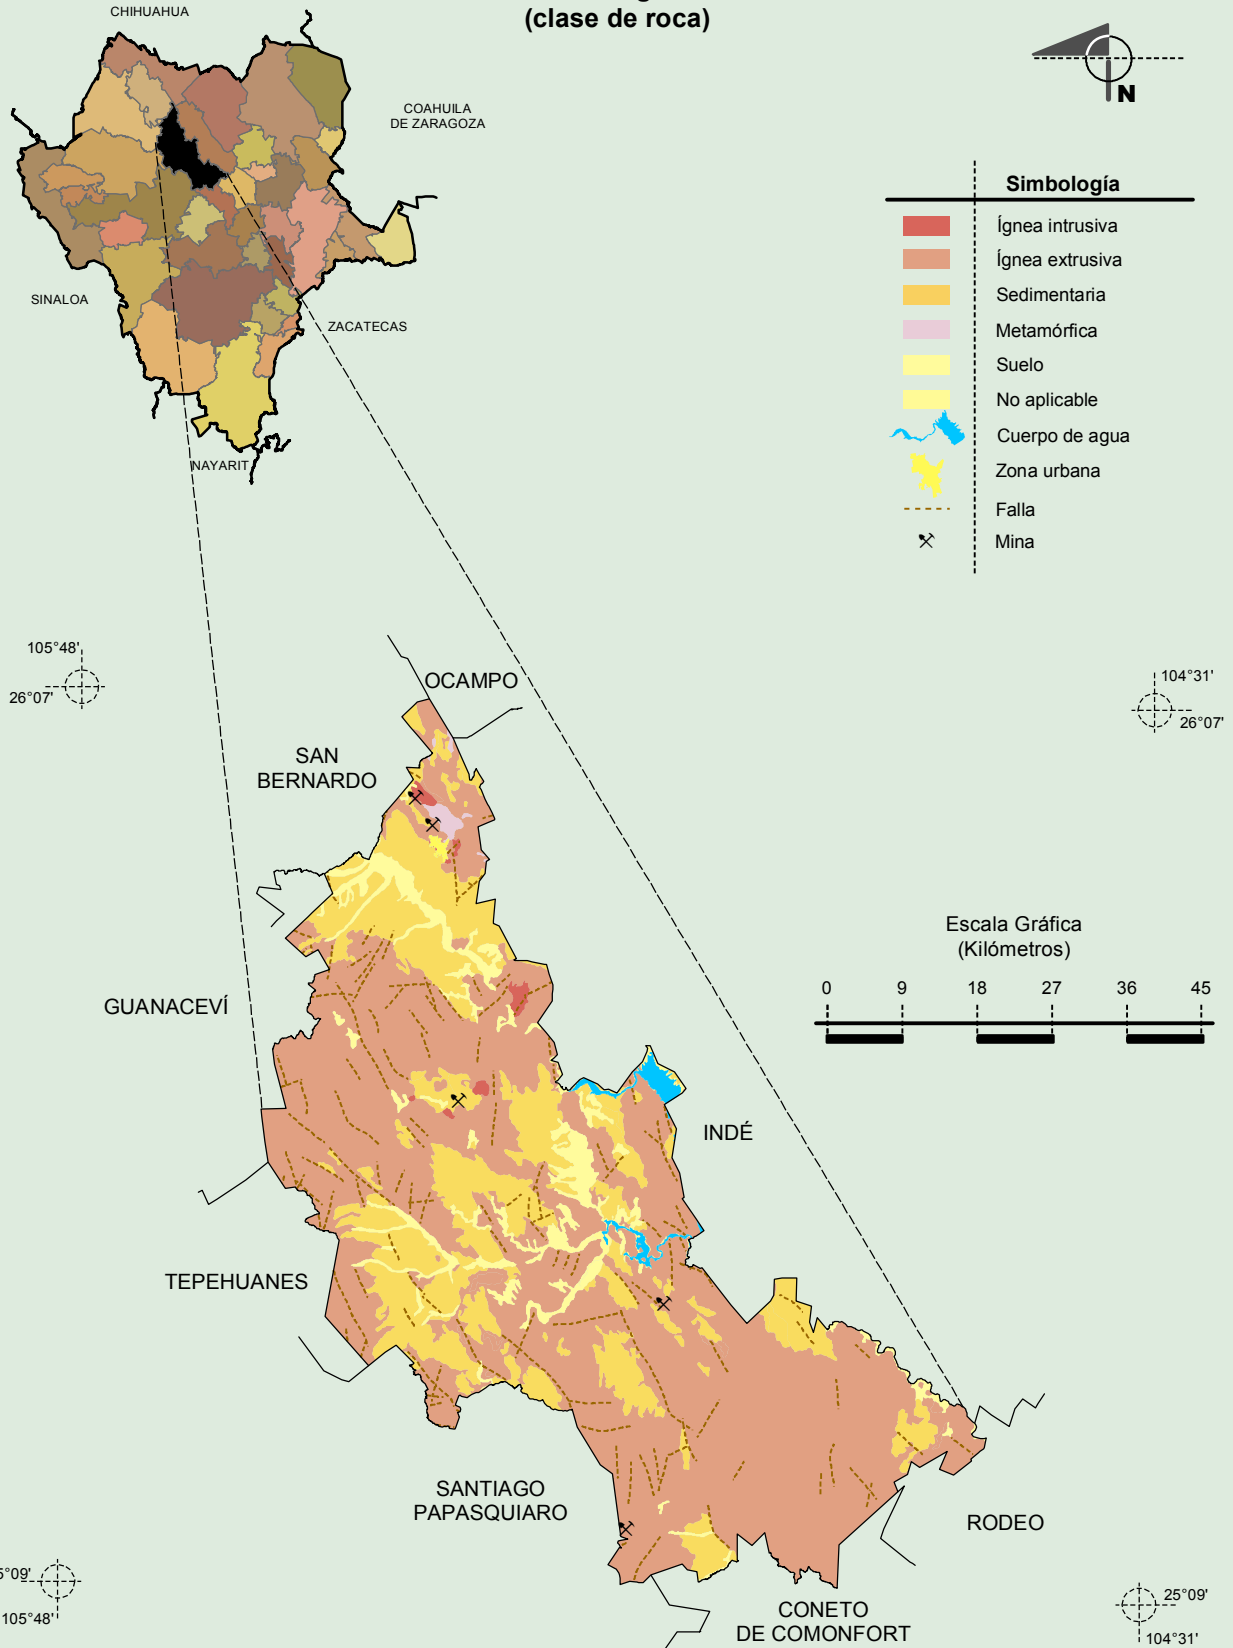 (clase de roca)
CHIHUAHUA
COAHUILA
DE ZARAGOZA
SINALOA
ZACATECAS
NAYARIT
N
Simbología
Ígnea intrusiva
Ígnea extrusiva
Sedimentaria
Metamórfica
Suelo
No aplicable
Cuerpo de agua
Zona urbana
Falla
Mina
105°48'
26°07'
104°31'
26°07'
OCAMPO
SAN
BERNARDO
GUANACEVÍ
INDÉ
TEPEHUANES
SANTIAGO
PAPASQUIARO
RODEO
CONETO
DE COMONFORT
Escala Gráfica
(Kilómetros)
0 9 18 27 36 45
5°09'
105°48'
25°09'
104°31'